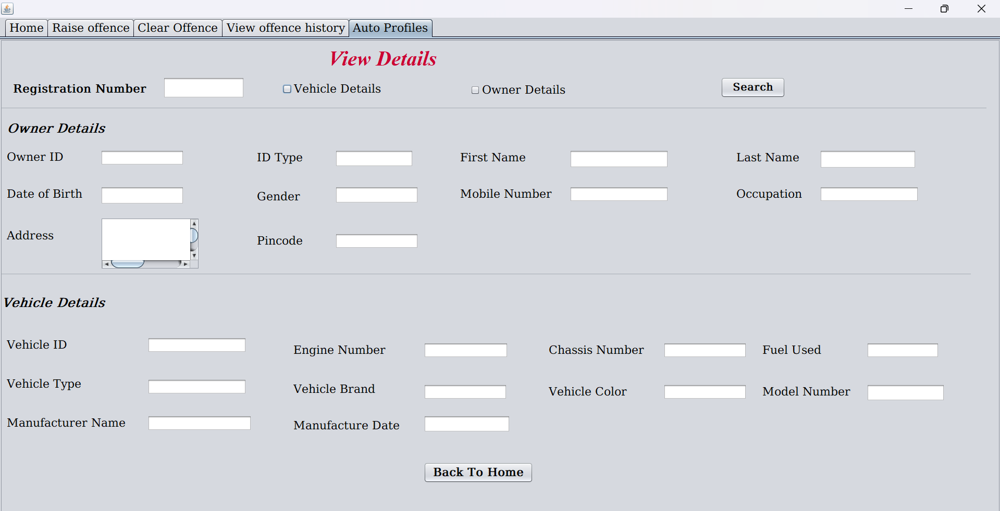 Home Raise offence Clear Offence View offence history Auto Profiles
View Details
Registration Number Vehicle Details Owner Details Search
Owner Details
Owner ID ID Type First Name Last Name
Date of Birth Gender Mobile Number Occupation
Address Pincode
Vehicle Details
Vehicle ID Engine Number Chassis Number Fuel Used
Vehicle Type Vehicle Brand Vehicle Color Model Number
Manufacturer Name Manufacture Date
Back To Home